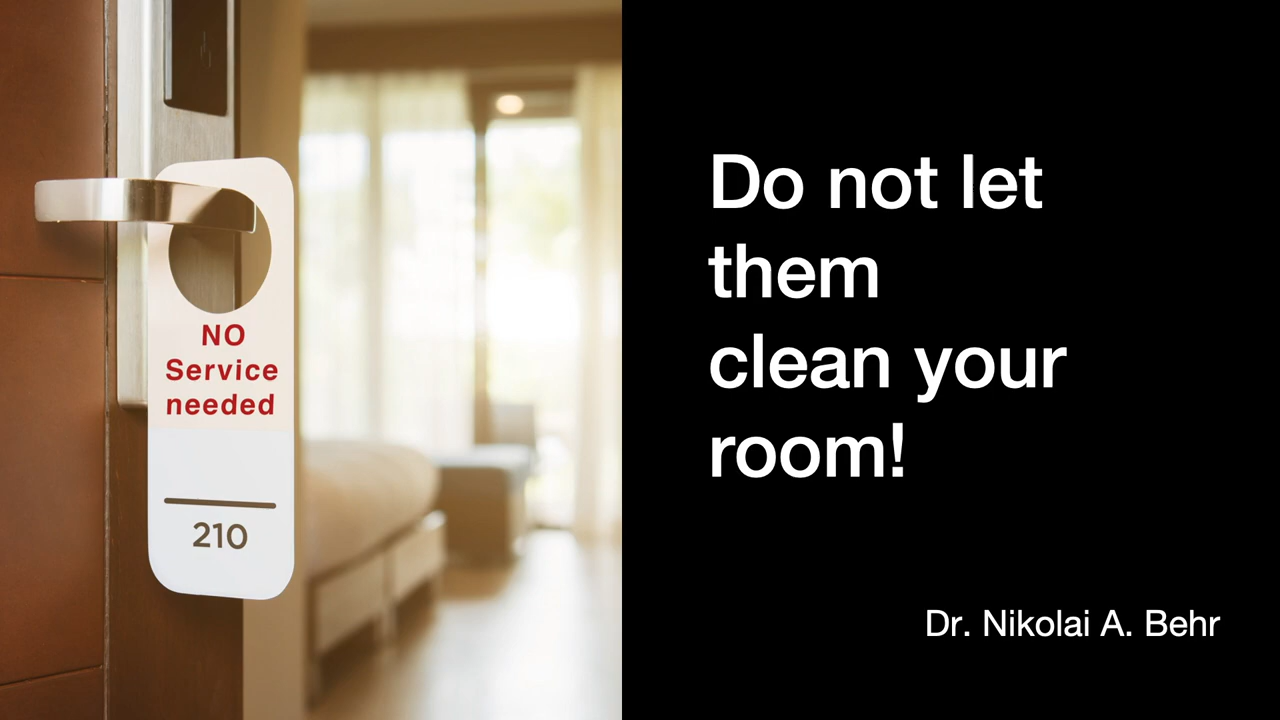 NO
Service
needed
210
Do not let
them
clean your
room!
Dr. Nikolai A. Behr